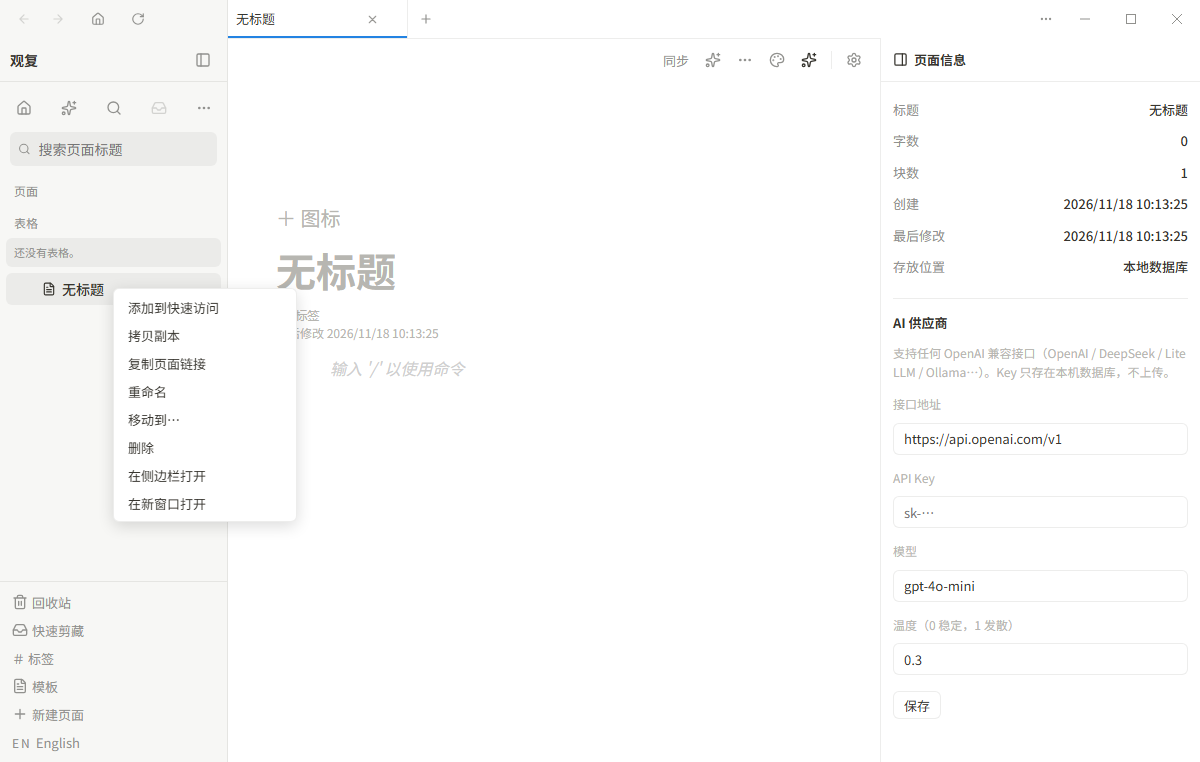 无标题
观复
同步
页面信息
搜索页面标题
页面
表格
还没有表格。
无标题
添加到快速访问
拷贝副本
复制页面链接
重命名
移动到…
删除
在侧边栏打开
在新窗口打开
回收站
快速剪藏
# 标签
模板
新建页面
EN English
图标
无标题
标签
修改 2026/11/18 10:13:25
输入 '/' 以使用命令
标题 无标题
字数 0
块数 1
创建 2026/11/18 10:13:25
最后修改 2026/11/18 10:13:25
存放位置 本地数据库
AI 供应商
支持任何 OpenAI 兼容接口（OpenAI / DeepSeek / Lite
LLM / Ollama…）。Key 只存在本机数据库，不上传。
接口地址
https://api.openai.com/v1
API Key
sk-…
模型
gpt-4o-mini
温度（0 稳定，1 发散）
0.3
保存